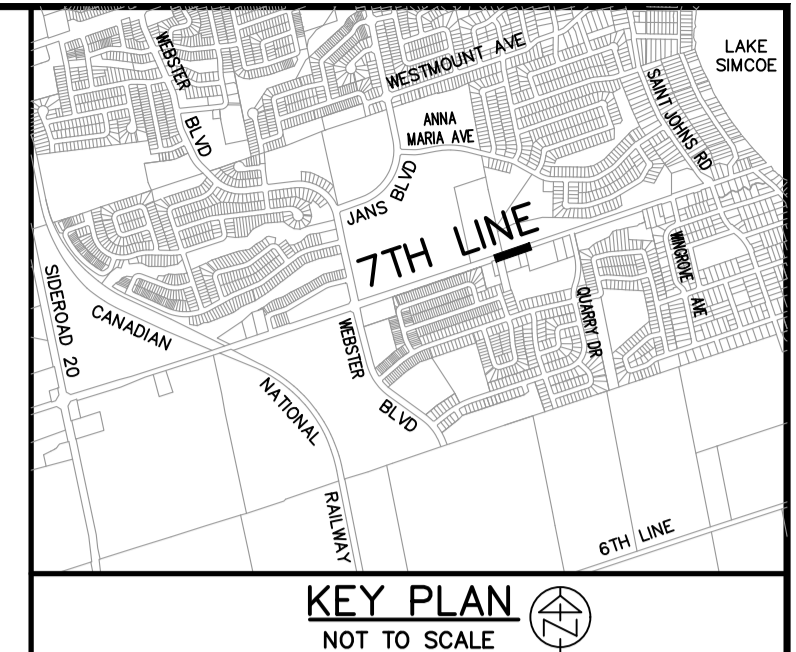 WEBSTER
BLVD
WESTMOUNT AVE
LAKE
SIMCOE
ANNA
MARIA AVE
SAINT JOHNS RD
JANS BLVD
7TH LINE
WINGROVE AVE
SIDEROAD 20
CANADIAN
NATIONAL
RAILWAY
WEBSTER
BLVD
QUARRY DR
6TH LINE
KEY PLAN
N
NOT TO SCALE